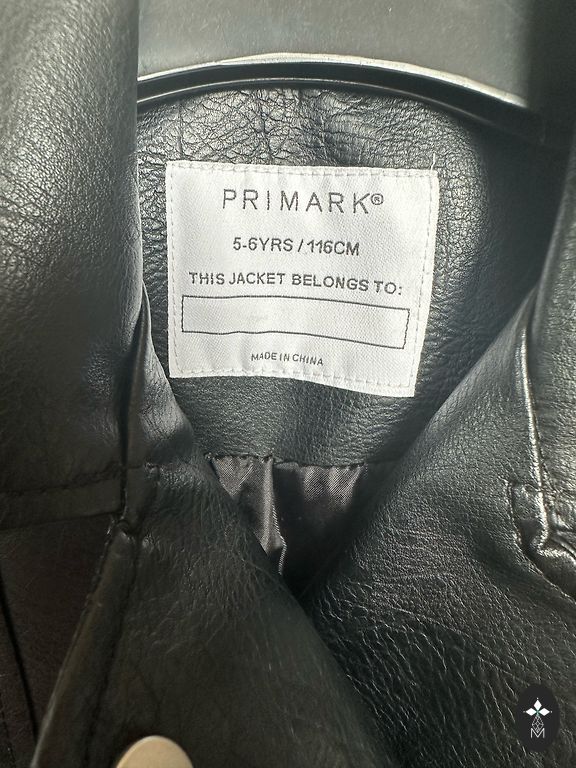 PRIMARK®
5-6YRS / 116CM
THIS JACKET BELONGS TO:
MADE IN CHINA
M